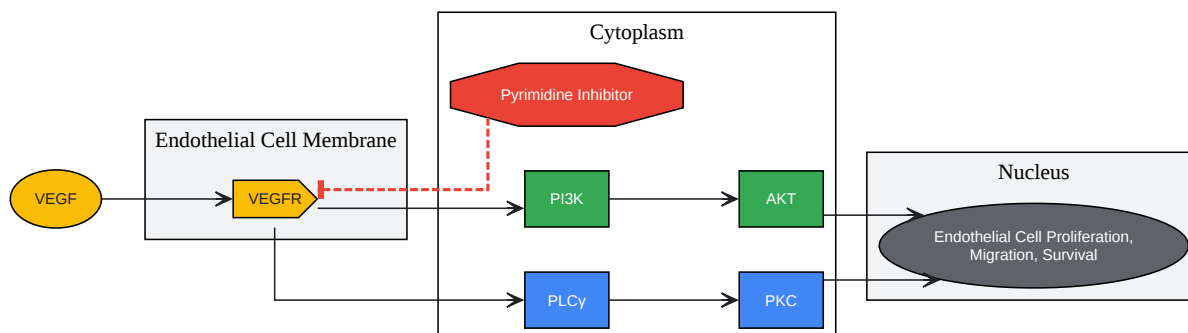 Cytoplasm
Pyrimidine Inhibitor
Endothelial Cell Membrane
VEGF
VEGFR
PI3K
AKT
Nucleus
Endothelial Cell Proliferation,
Migration, Survival
PLCγ
PKC